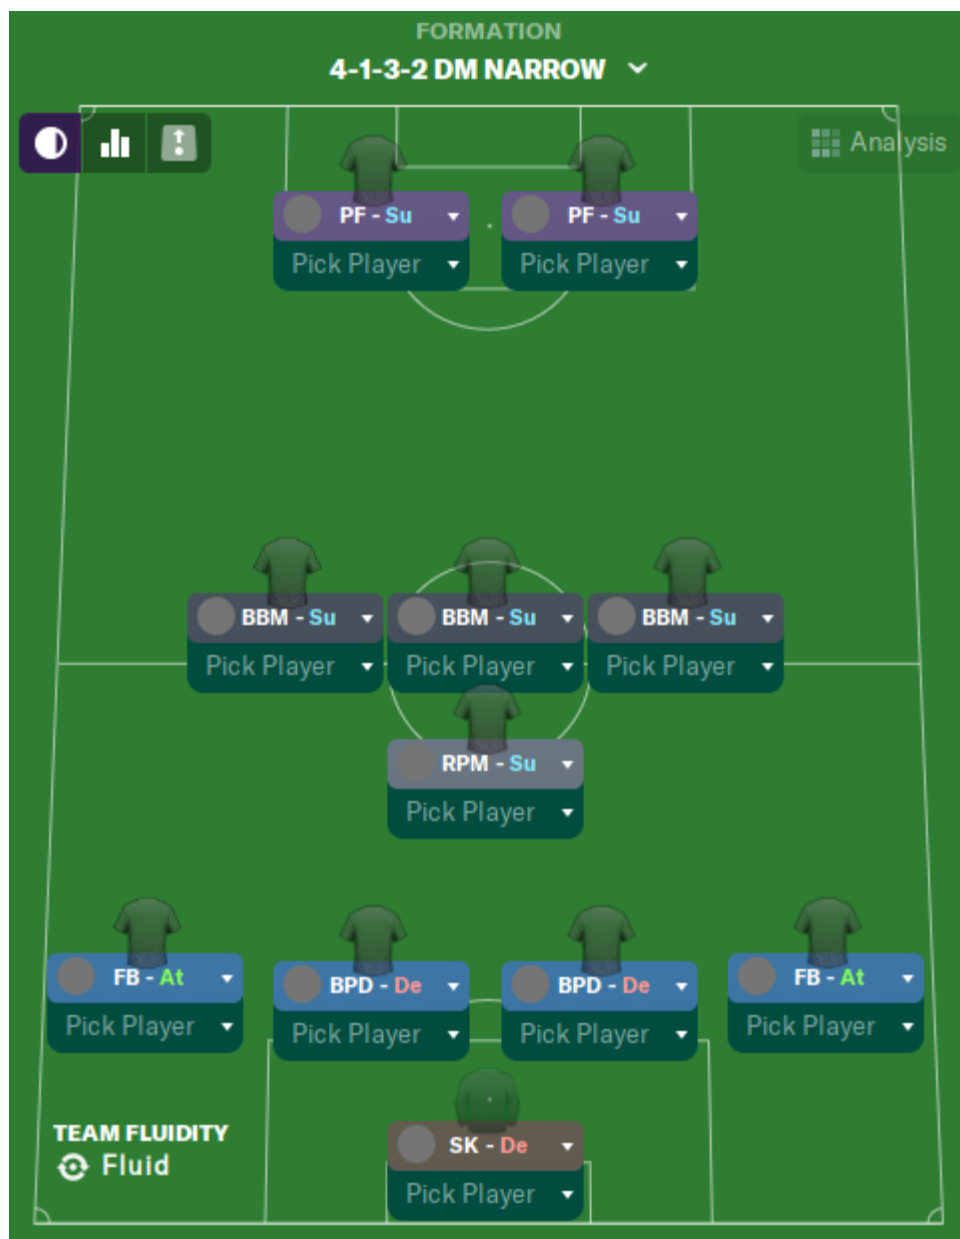 FORMATION
4-1-3-2 DM NARROW
Analysis
PF - Su
PF - Su
Pick Player
Pick Player
BBM - Su
BBM - Su
BBM - Su
Pick Player
Pick Player
Pick Player
RPM - Su
Pick Player
FB - At
BPD - De
BPD - De
FB - At
Pick Player
Pick Player
Pick Player
Pick Player
TEAM FLUIDITY
Fluid
SK - De
Pick Player